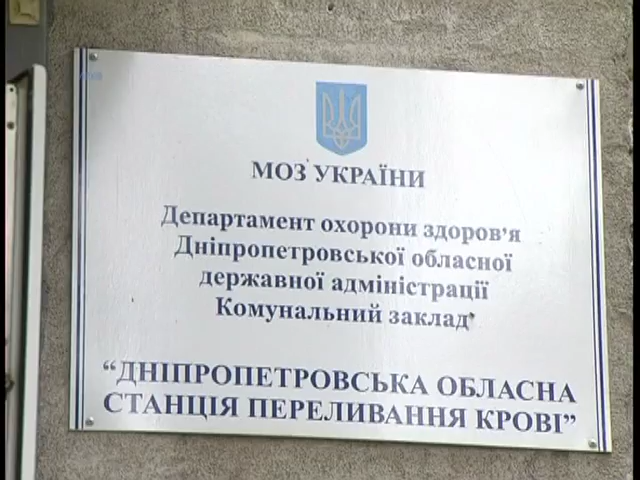 МОЗ УКРАЇНИ
Департамент охорони здоров'я
Дніпропетровської обласної
державної адміністрації
Комунальний заклад
“ДНІПРОПЕТРОВСЬКА ОБЛАСНА
СТАНЦІЯ ПЕРЕЛИВАННЯ КРОВІ”